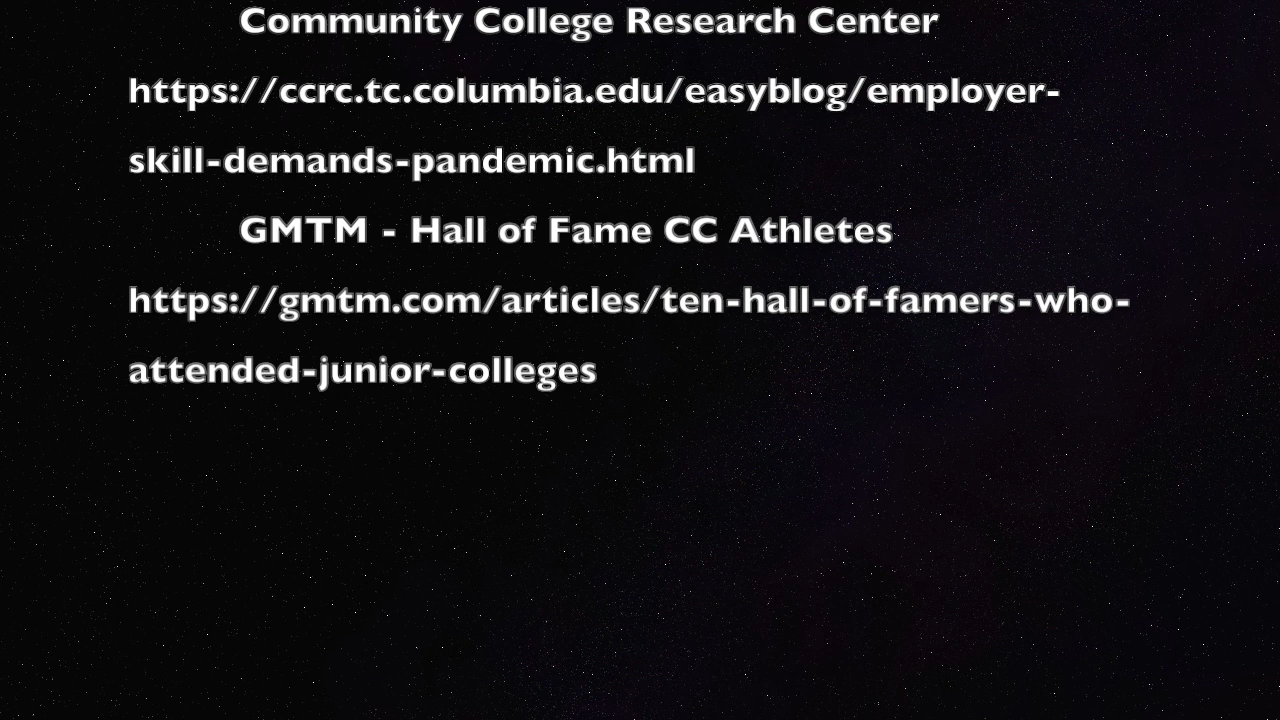 Community College Research Center
https://ccrc.tc.columbia.edu/easyblog/employer-
skill-demands-pandemic.html
GMTM - Hall of Fame CC Athletes
https://gmtm.com/articles/ten-hall-of-famers-who-
attended-junior-colleges